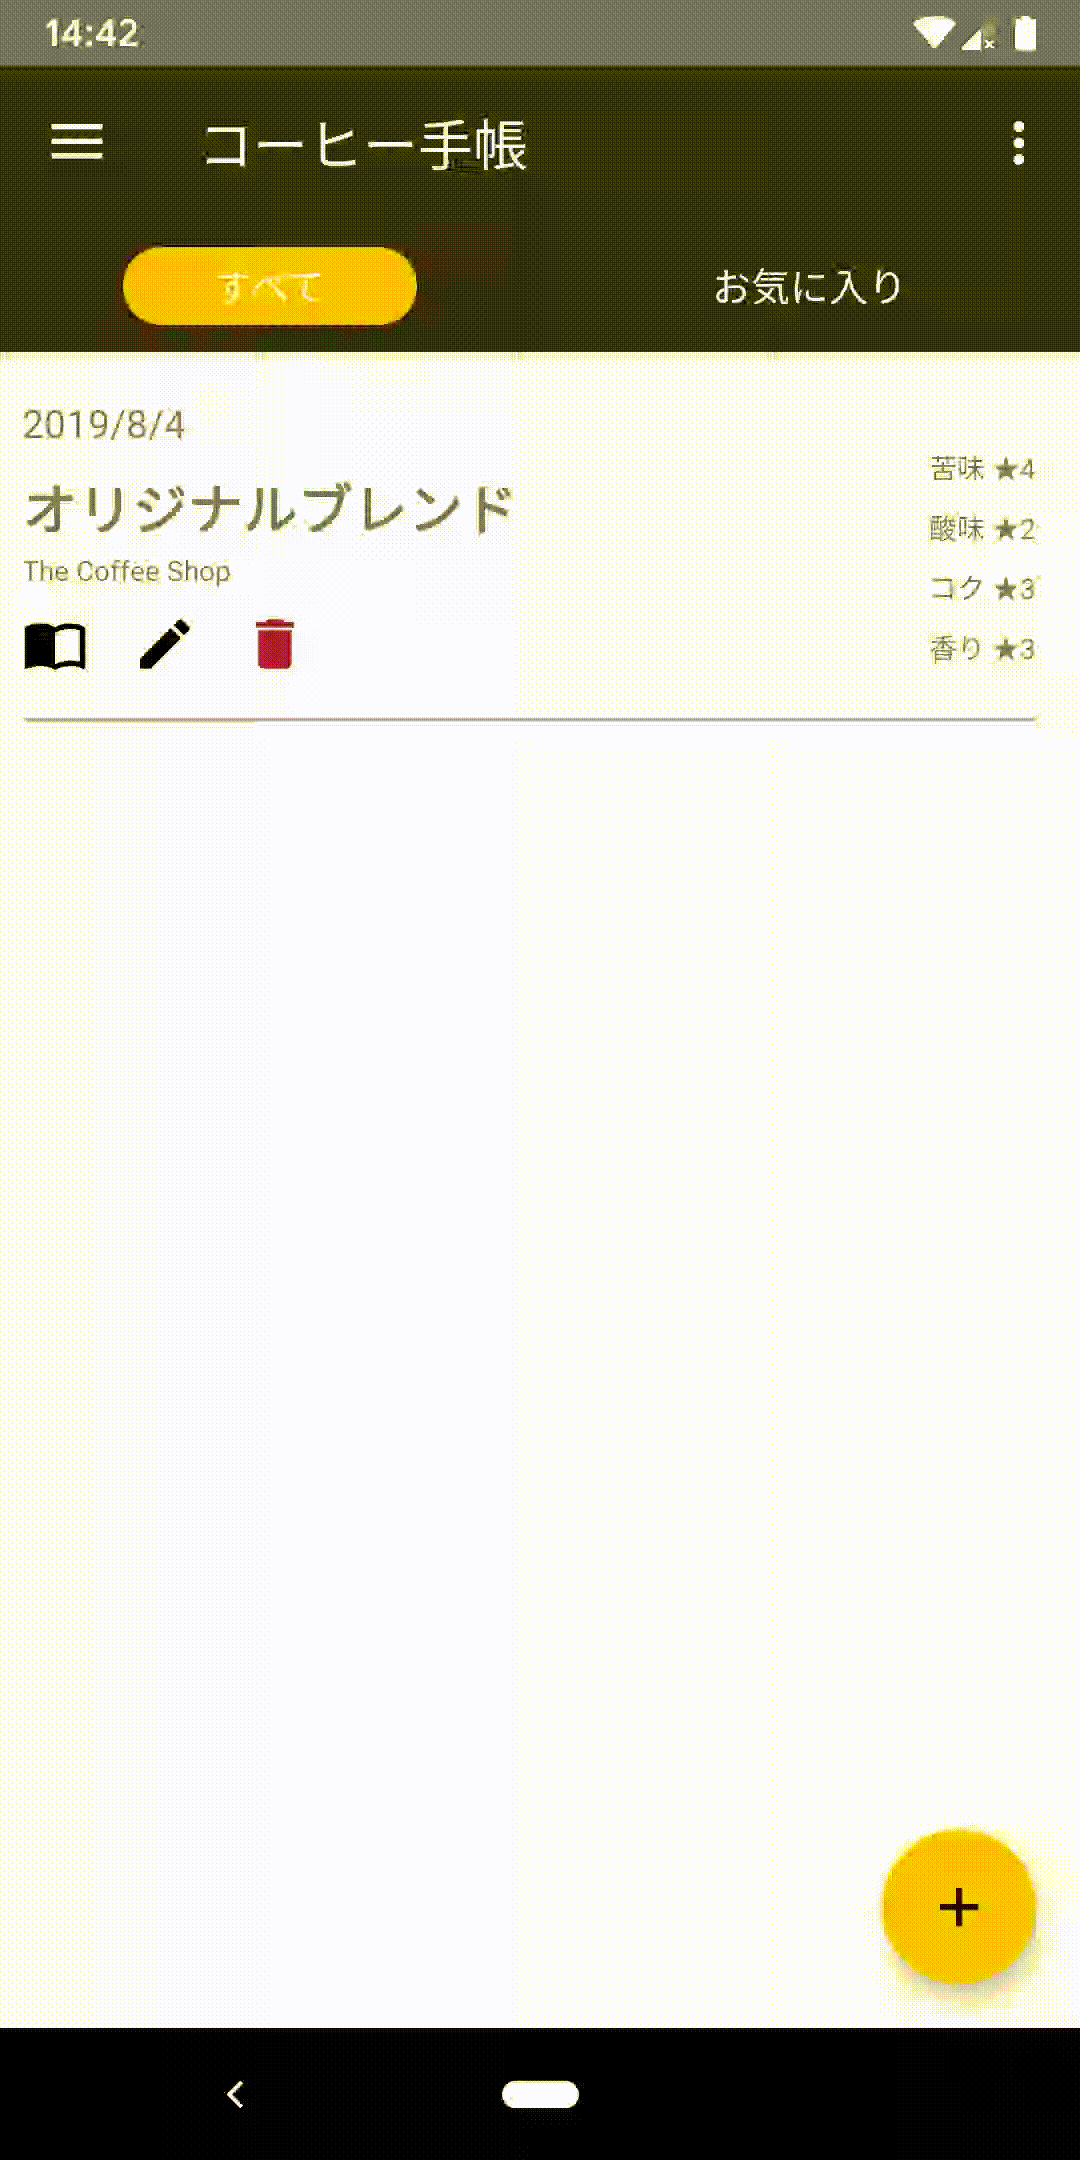 14:42
コーヒー手帳
すべて
お気に入り
2019/8/4
オリジナルブレンド
The Coffee Shop
苦味 ★4
酸味 ★2
コク ★3
香り ★3